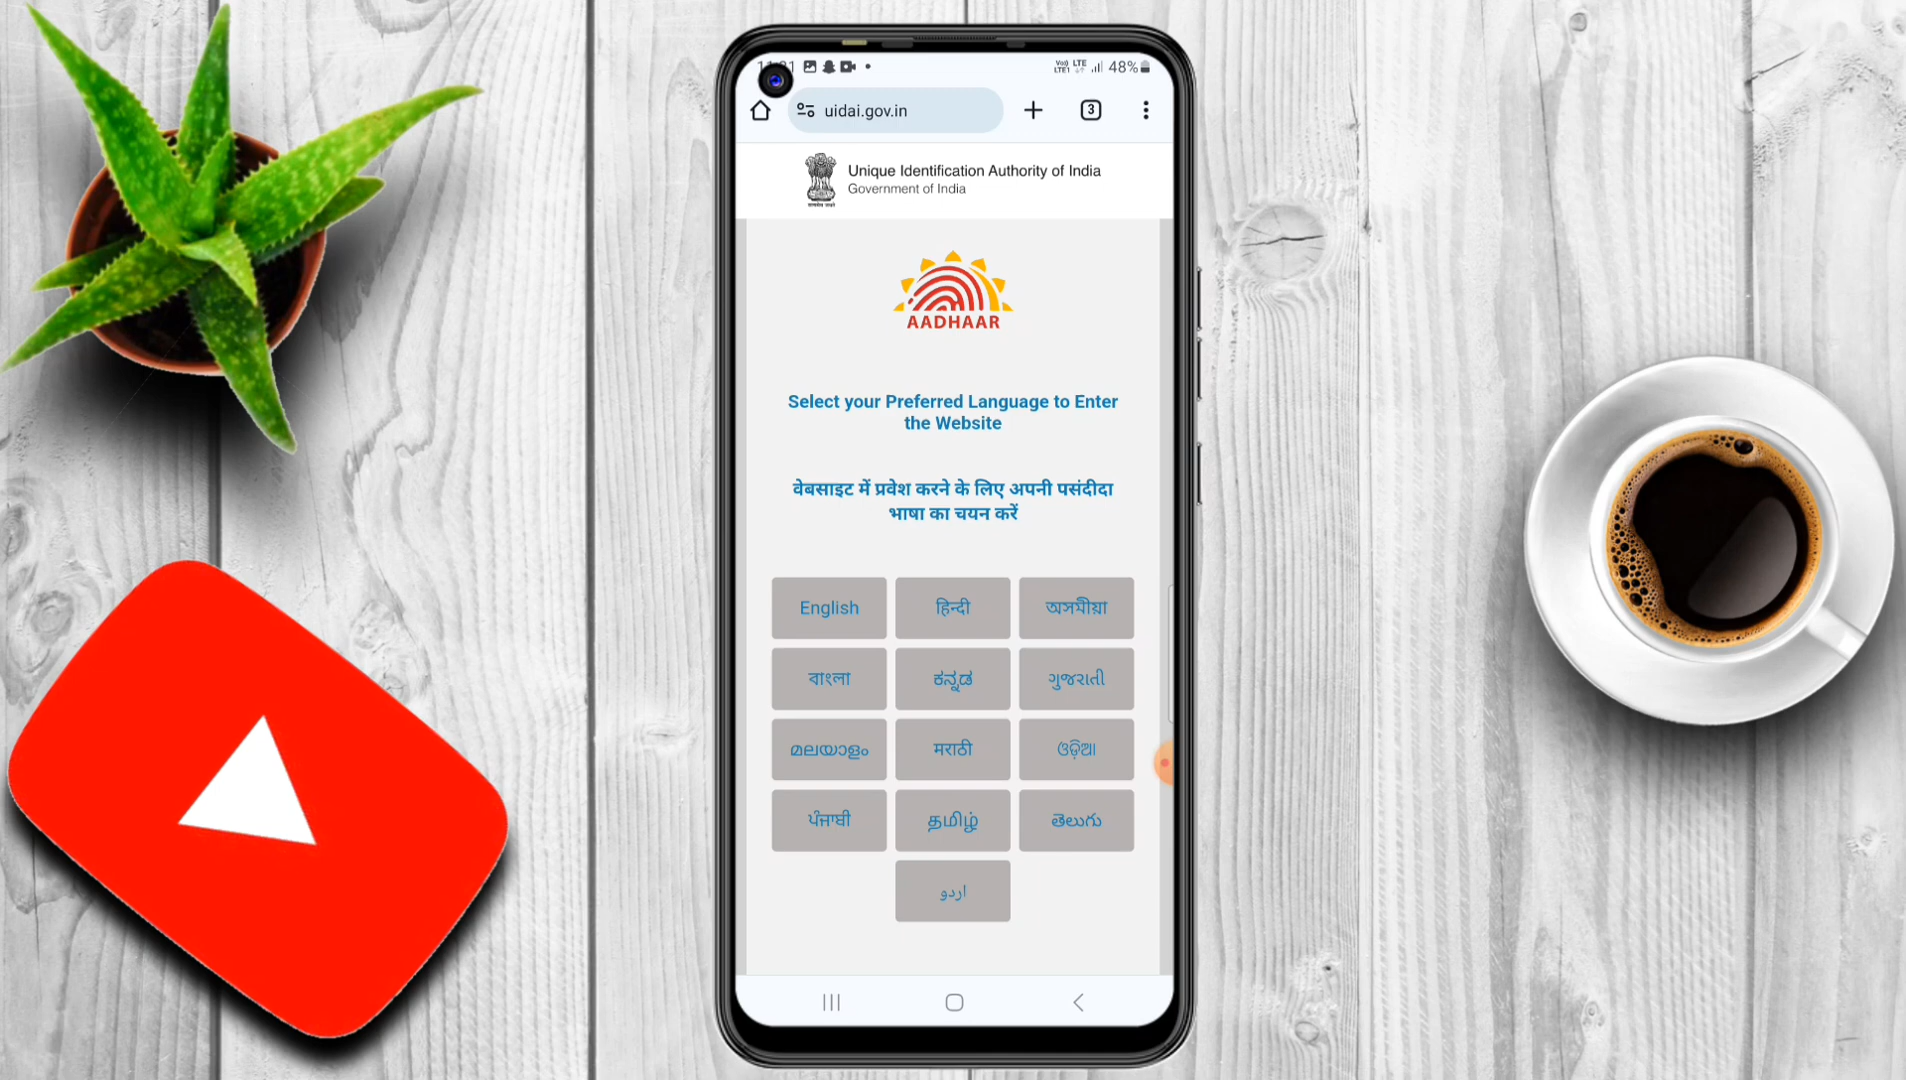 48%
uidai.gov.in
3
Unique Identification Authority of India
Government of India
AADHAAR
Select your Preferred Language to Enter
the Website
वेबसाइट में प्रवेश करने के लिए अपनी पसंदीदा
भाषा का चयन करें
English हिन्दी অসমীয়া
বাংলা ಕನ್ನಡ ગુજરાતી
മലയാളം मराठी ଓଡ଼ିଆ
ਪੰਜਾਬੀ தமிழ் తెలుగు
اردو